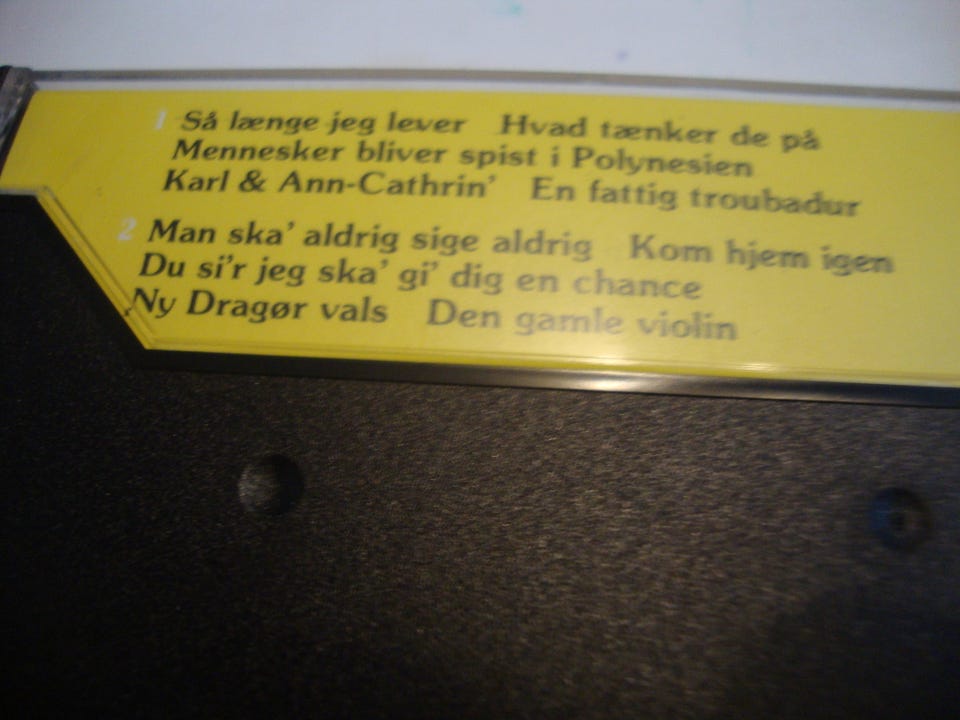 1 Så længe jeg lever Hvad tænker de på
Mennesker bliver spist i Polynesien
Karl & Ann-Cathrin' En fattig troubadur
2 Man ska' aldrig sige aldrig Kom hjem igen
Du si'r jeg ska' gi' dig en chance
Ny Dragør vals Den gamle violin